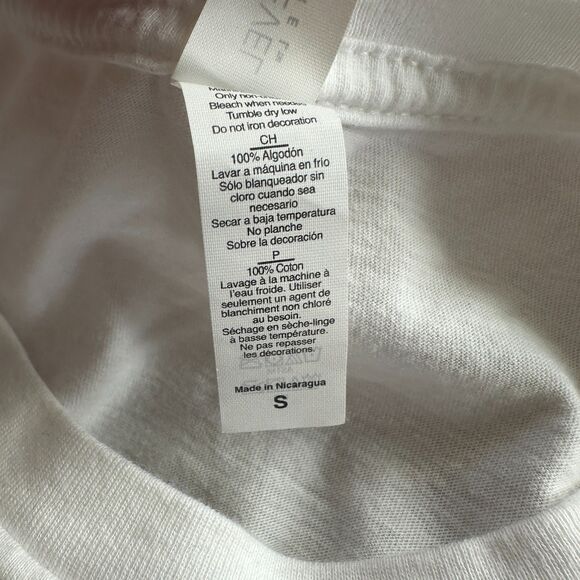 Only non-
Bleach when needed
Tumble dry low
Do not iron decoration
CH
100% Algodón
Lavar a máquina en frío
Sólo blanqueador sin
cloro cuando sea
necesario
Secar a baja temperatura
No planche
Sobre la decoración
P
100% Coton
Lavage à la machine à
l'eau froide. Utiliser
seulement un agent de
blanchiment non chloré
au besoin.
Séchage en sèche-linge
à basse température.
Ne pas repasser
les décorations.
Made in Nicaragua
S